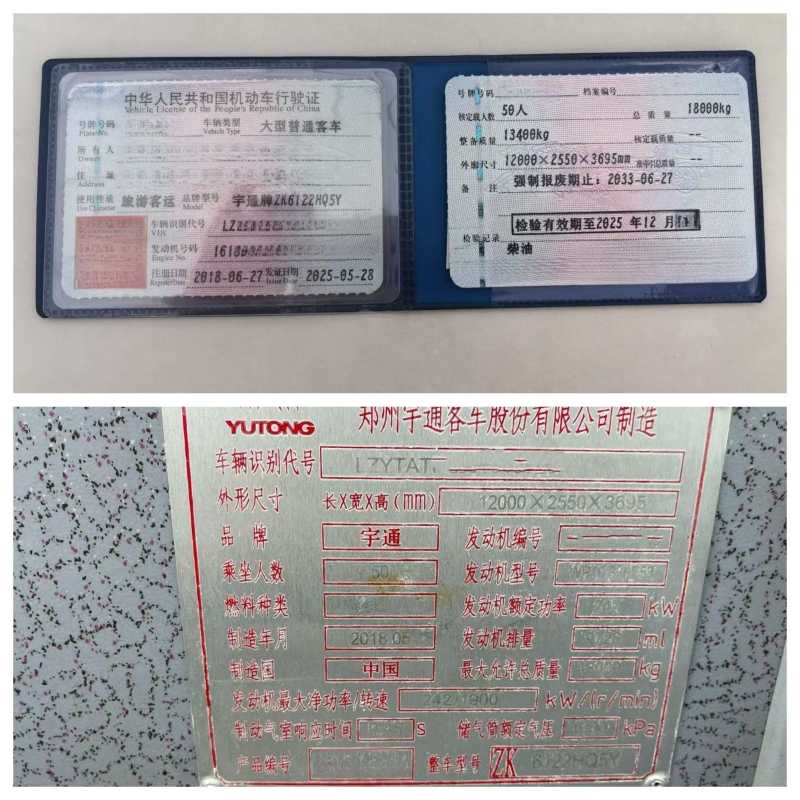 中华人民共和国机动车行驶证
Vehicle License of the People's Republic of China
号牌号码 车辆类型 大型普通客车
Plate No. Vehicle Type
所有人
Owner
住址
Address
使用性质 旅游客运 品牌型号 宇通牌ZK6122HQ5Y
Use Character Model
车辆识别代号
VIN
发动机号码
Engine No.
注册日期 2018-06-27 发证日期 2025-05-28
Register Date Issue Date
号牌号码 档案编号
核定载人数 50人 总质量 18000kg
整备质量 13400kg 核定载质量 --
外廓尺寸 12000×2550×3695mm 准牵引总质量 --
备注 强制报废期止：2033-06-27
检验有效期至2025年12月
检验记录
柴油
YUTONG 郑州宇通客车股份有限公司制造
车辆识别代号 LZYTAT
外形尺寸 长X宽X高(mm) 12000×2550×3695
品牌 宇通 发动机编号
乘坐人数 50 发动机型号
燃料种类 发动机额定功率 kW
制造年月 2018.06 发动机排量 ml
制造国 中国 最大允许总质量 kg
发动机最大净功率/转速 242/1900 kW/(r/min)
制动气室响应时间 s 储气筒额定气压 kPa
产品编号 整车型号 ZK 6122HQ5Y